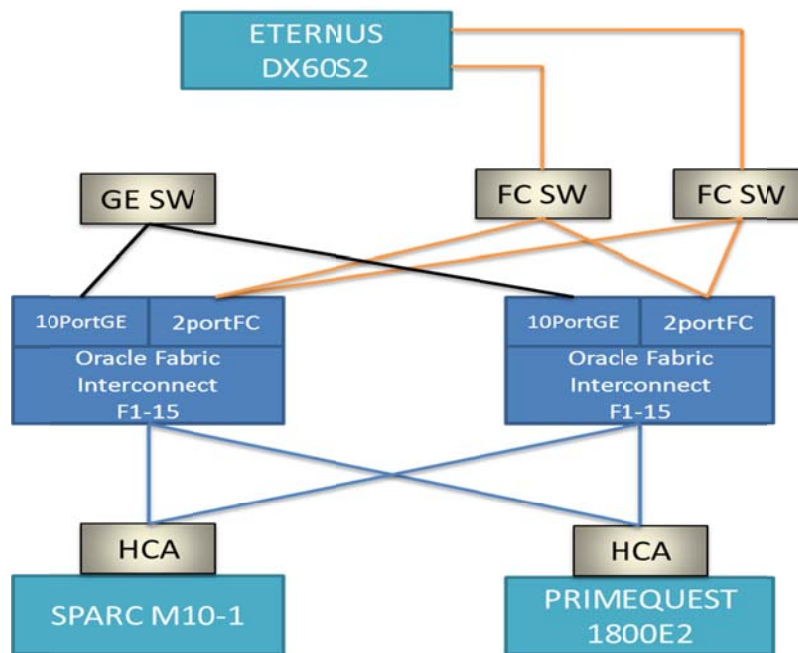 ETERNUS
DX60S2
GE SW
FC SW
FC SW
10PortGE
2portFC
Oracle Fabric
Interconnect
F1-15
10PortGE
2portFC
Oracle Fabric
Interconnect
F1-15
HCA
SPARC M10-1
HCA
PRIMEQUEST
1800E2